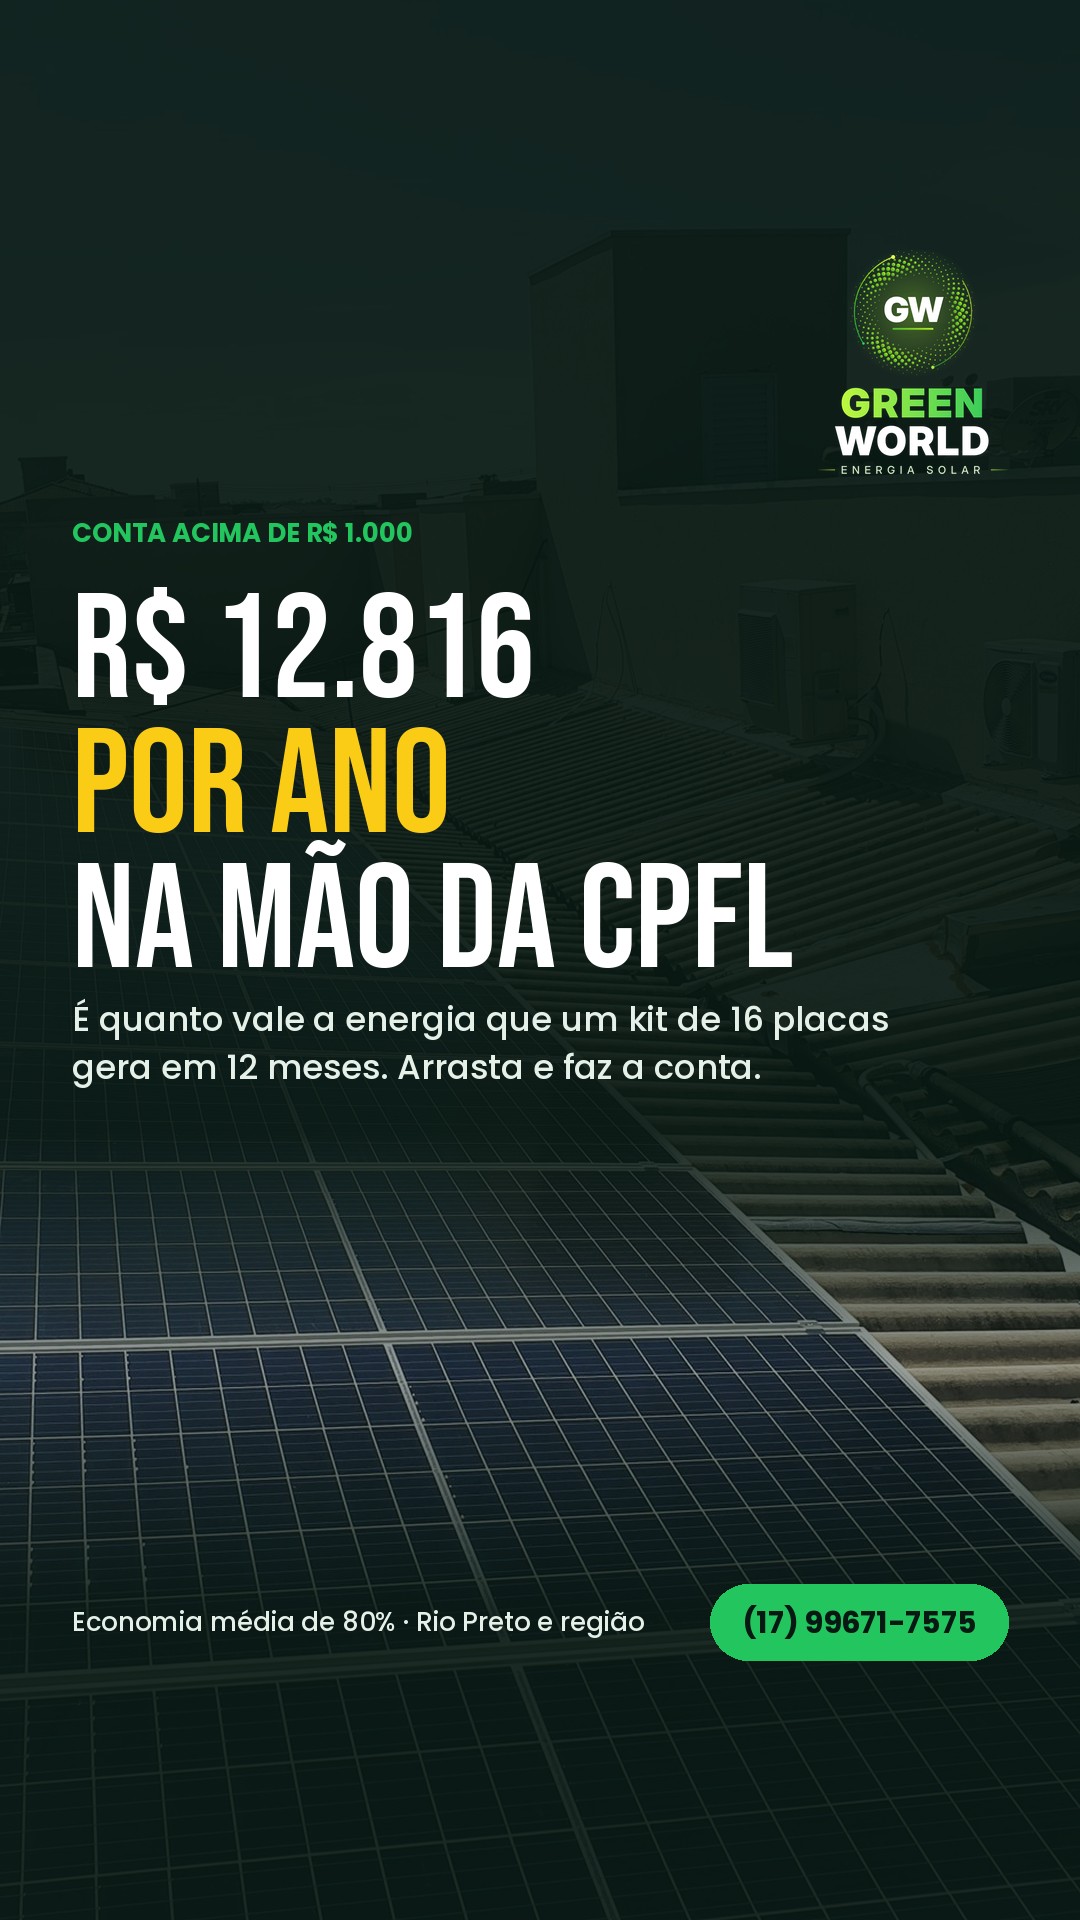 GW
GREEN
WORLD
ENERGIA SOLAR
CONTA ACIMA DE R$ 1.000
R$ 12.816
POR ANO
NA MÃO DA CPFL
É quanto vale a energia que um kit de 16 placas
gera em 12 meses. Arrasta e faz a conta.
Economia média de 80% · Rio Preto e região
(17) 99671-7575